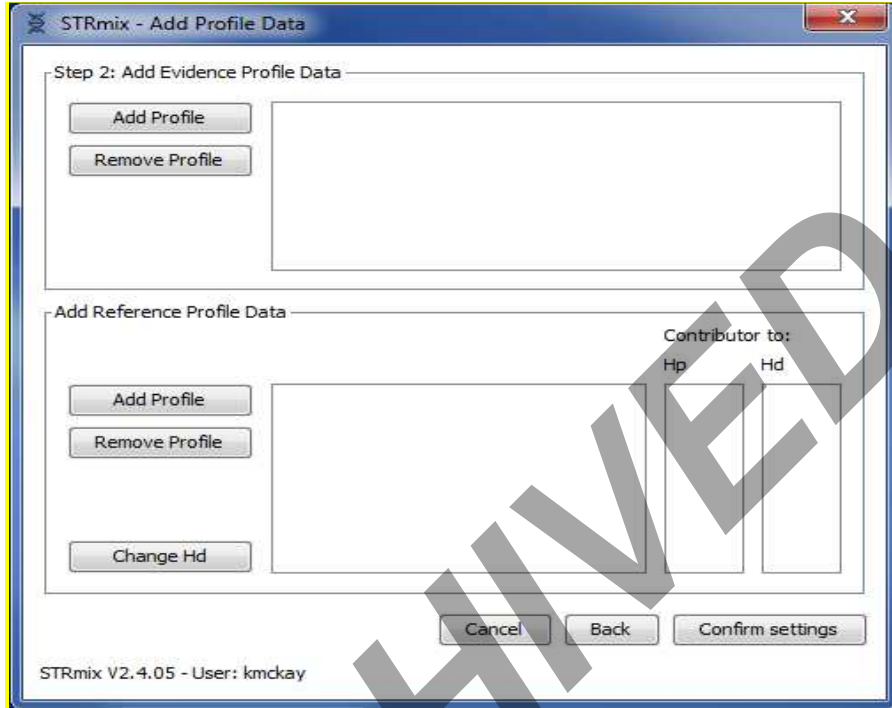 STRmix - Add Profile Data
Step 2: Add Evidence Profile Data
Add Profile
Remove Profile
Add Reference Profile Data
Contributor to:
Hp Hd
Add Profile
Remove Profile
Change Hd
Cancel Back Confirm settings
STRmix V2.4.05 - User: kmckay
HIVED